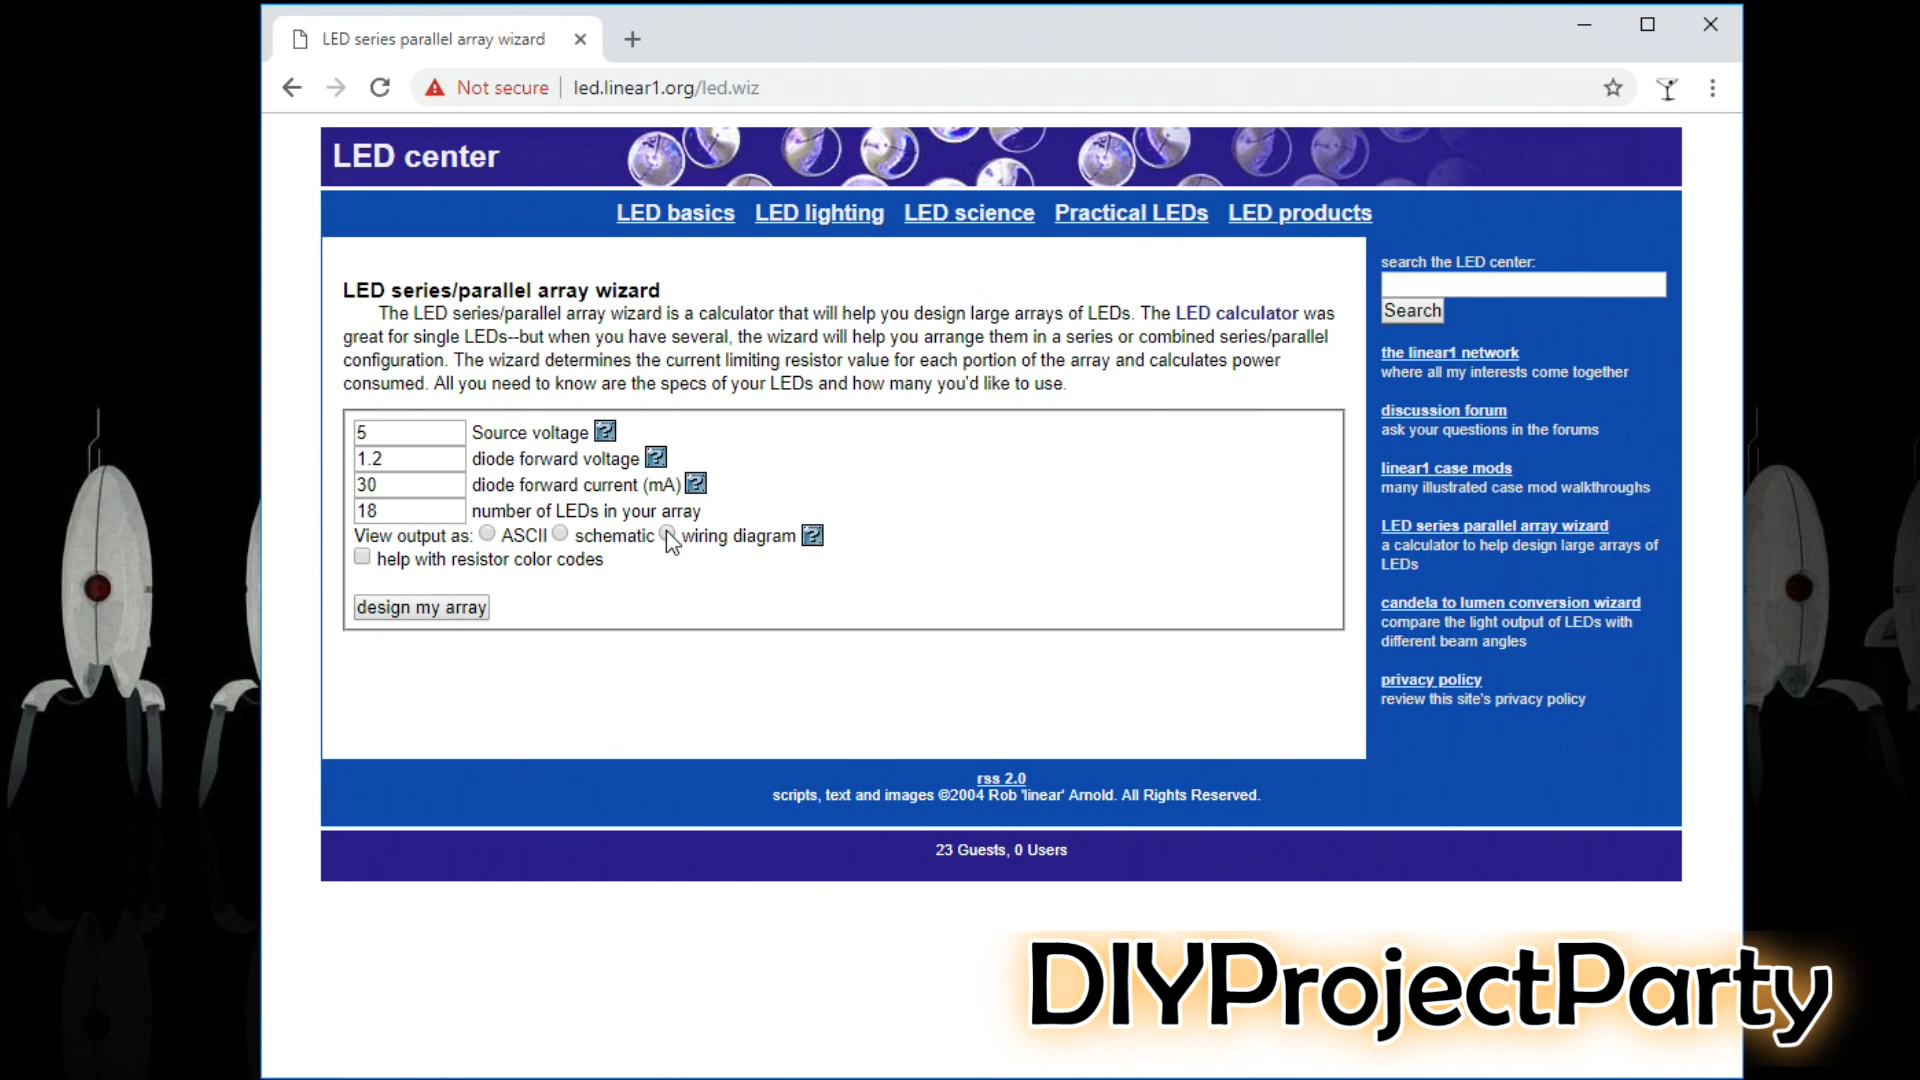 LED series parallel array wizard
Not secure | led.linear1.org/led.wiz
LED center
LED basics LED lighting LED science Practical LEDs LED products
LED series/parallel array wizard
The LED series/parallel array wizard is a calculator that will help you design large arrays of LEDs. The LED calculator was
great for single LEDs--but when you have several, the wizard will help you arrange them in a series or combined series/parallel
configuration. The wizard determines the current limiting resistor value for each portion of the array and calculates power
consumed. All you need to know are the specs of your LEDs and how many you'd like to use.
5 Source voltage ?
1.2 diode forward voltage ?
30 diode forward current (mA) ?
18 number of LEDs in your array
View output as: ASCII schematic wiring diagram ?
help with resistor color codes
design my array
search the LED center:
Search
the linear1 network
where all my interests come together
discussion forum
ask your questions in the forums
linear1 case mods
many illustrated case mod walkthroughs
LED series parallel array wizard
a calculator to help design large arrays of
LEDs
candela to lumen conversion wizard
compare the light output of LEDs with
different beam angles
privacy policy
review this site's privacy policy
rss 2.0
scripts, text and images ©2004 Rob 'linear' Arnold. All Rights Reserved.
23 Guests, 0 Users
DIYProjectParty